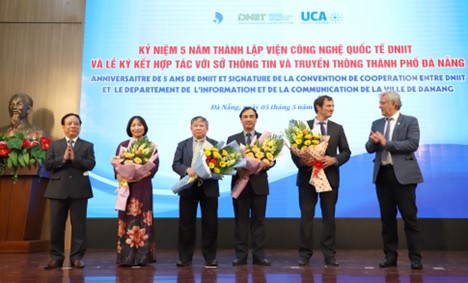 DNIIT
UCA
KỶ NIỆM 5 NĂM THÀNH LẬP VIỆN CÔNG NGHỆ QUỐC TẾ DNIIT
VÀ LỄ KÝ KẾT HỢP TÁC VỚI SỞ THÔNG TIN VÀ TRUYỀN THÔNG THÀNH PHỐ ĐÀ NẴNG
ANNIVERSAITRE DE 5 ANS DE DNIIT ET SIGNATURE DE LA CONVENTION DE COOPERATION ENTRE DNIIT
ET LE DEPARTEMENT DE L'INFORMATION ET DE LA COMMUNICATION DE LA VILLE DE DANANG
Đà Nẵng, ngày 03 tháng 5 năm